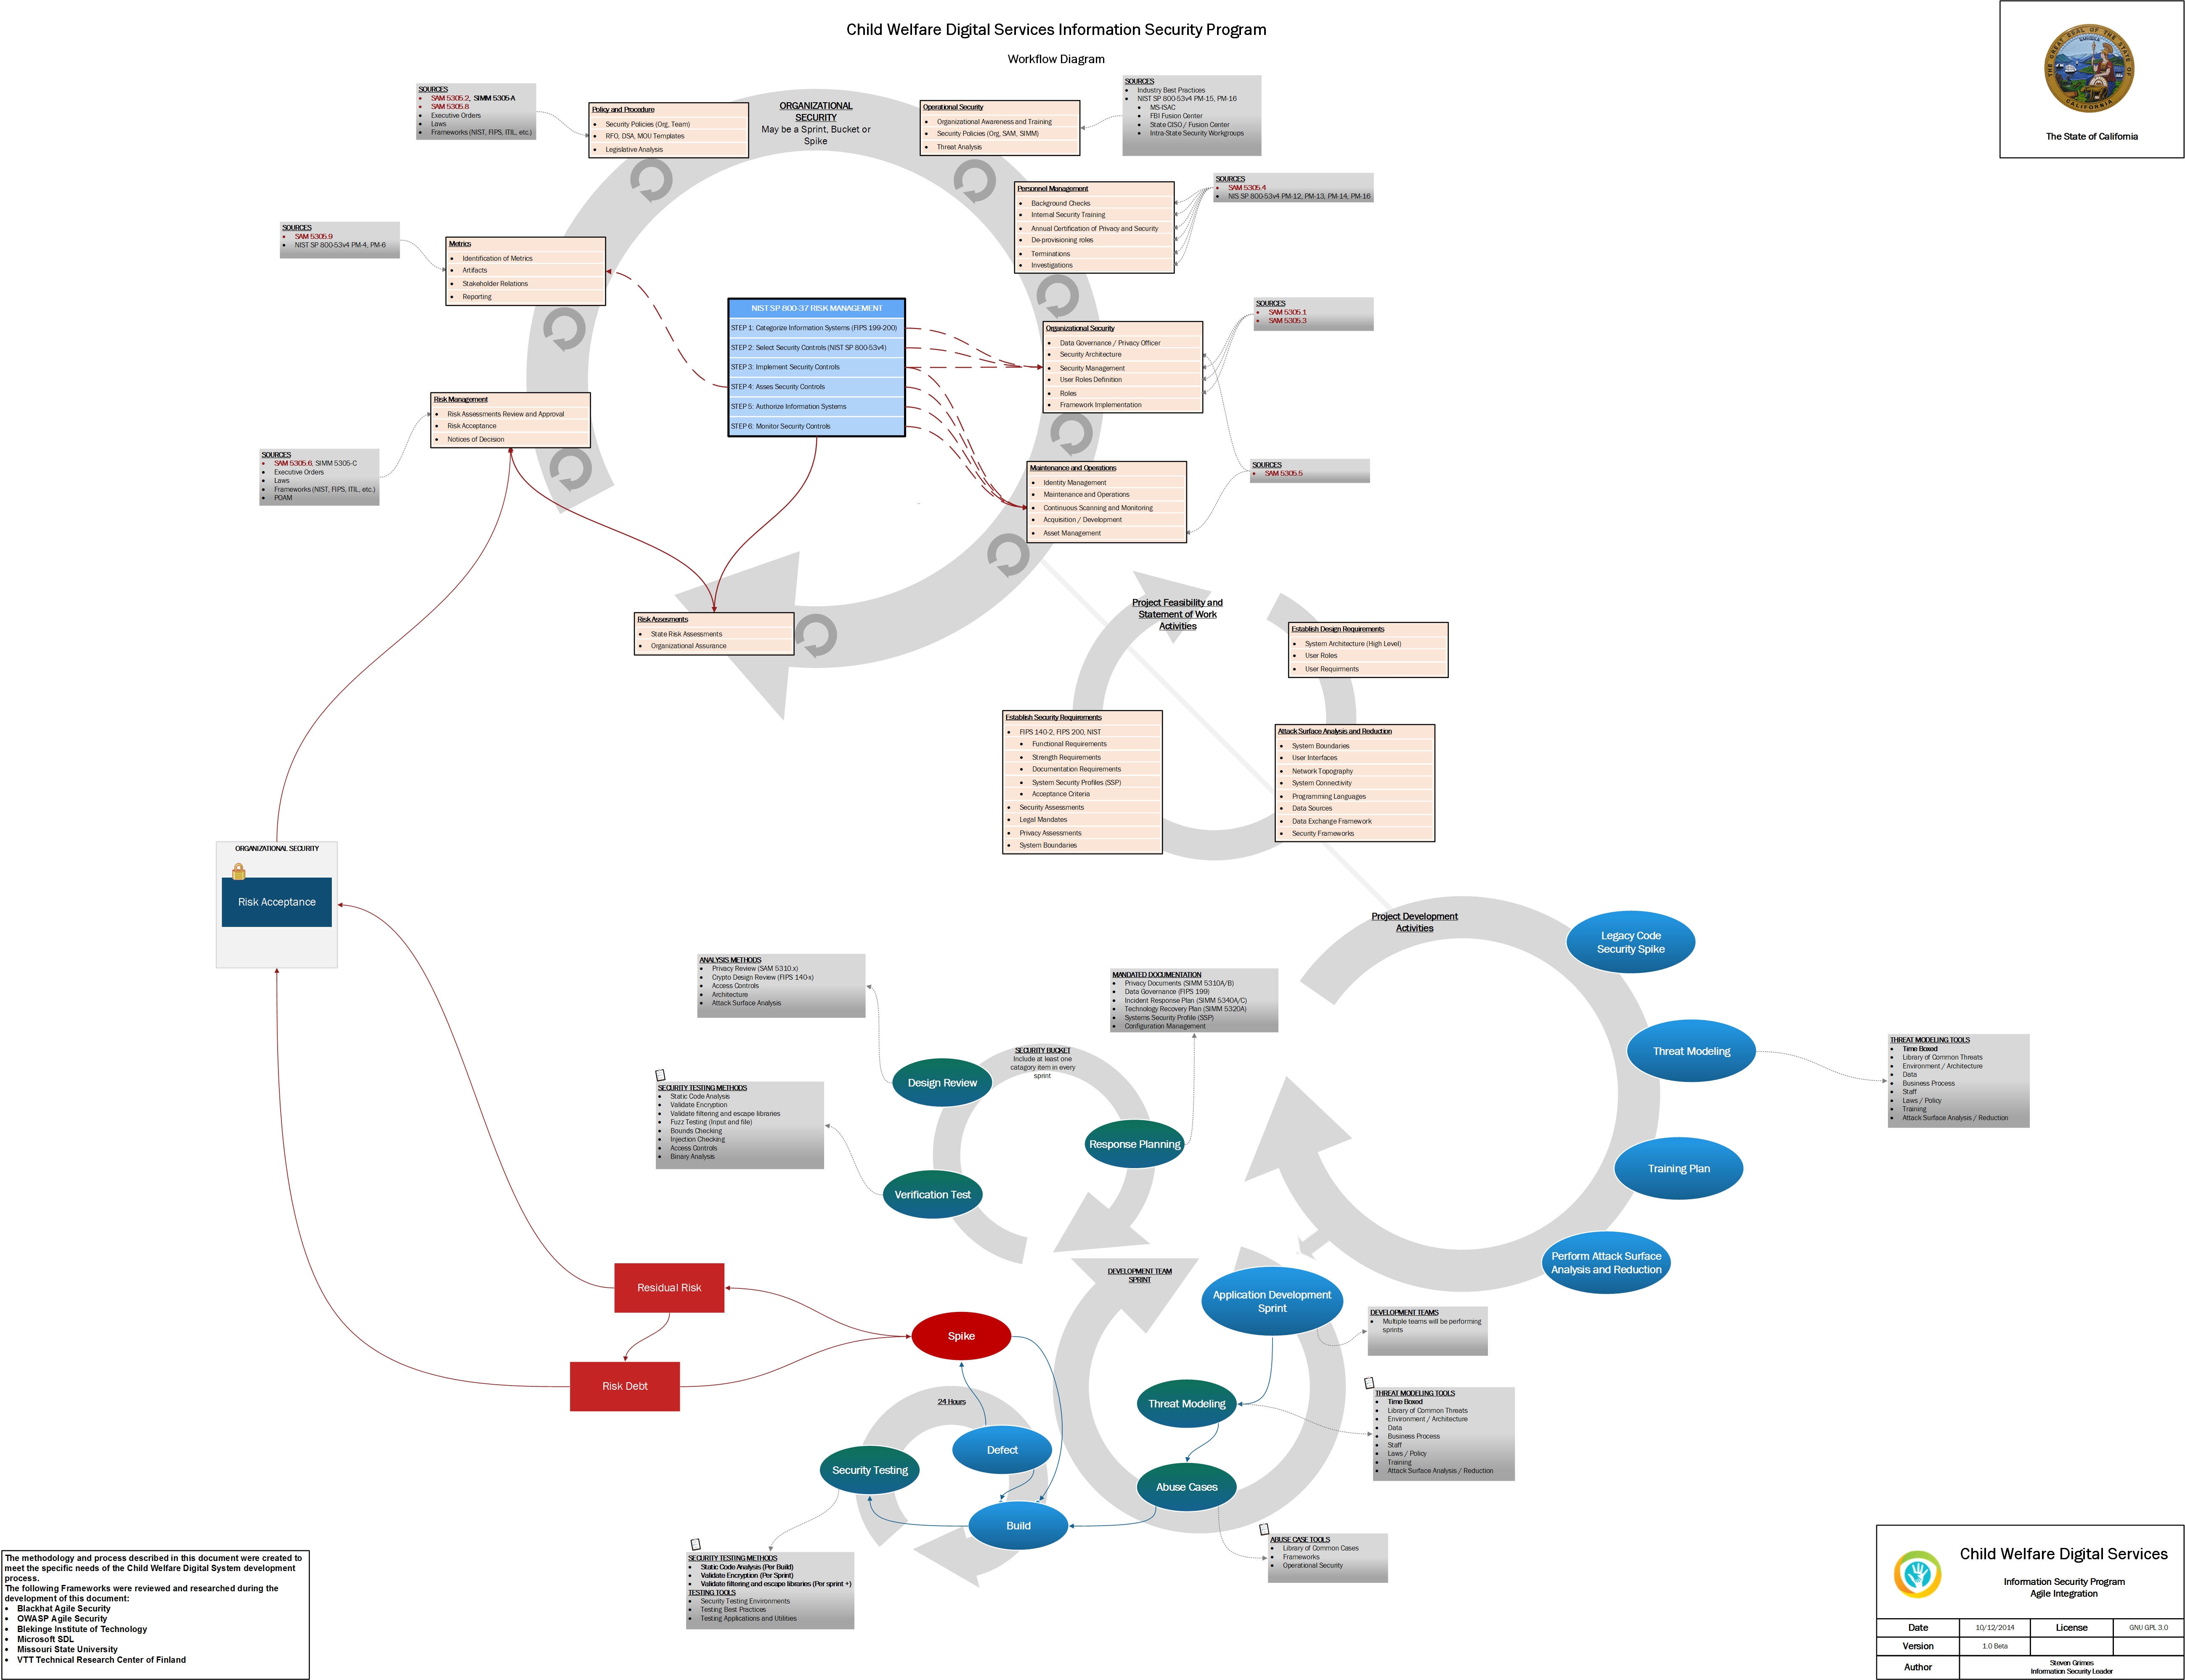 Child Welfare Digital Services Information Security Program
Workflow Diagram
THE GREAT SEAL OF THE STATE OF CALIFORNIA
The State of California
SOURCES
SAM 5305.2, SIMM 5305-A
SAM 5305.8
Executive Orders
Laws
Frameworks (NIST, FIPS, ITIL, etc.)
Policy and Procedure
Security Policies (Org, Team)
RFO, DSA, MOU Templates
Legislative Analysis
ORGANIZATIONAL
SECURITY
May be a Sprint, Bucket or
Spike
Operational Security
Organizational Awareness and Training
Security Policies (Org, SAM, SIMM)
Threat Analysis
SOURCES
Industry Best Practices
NIST SP 800-53v4 PM-15, PM-16
MS-ISAC
FBI Fusion Center
State CISO / Fusion Center
Intra-State Security Workgroups
Personnel Management
Background Checks
Internal Security Training
Annual Certification of Privacy and Security
De-provisioning roles
Terminations
Investigations
SOURCES
SAM 5305.4
NIS SP 800-53v4 PM-12, PM-13, PM-14, PM-16
SOURCES
SAM 5305.9
NIST SP 800-53v4 PM-4, PM-6
Metrics
Identification of Metrics
Artifacts
Stakeholder Relations
Reporting
NIST SP 800-37 RISK MANAGEMENT
STEP 1: Categorize Information Systems (FIPS 199-200)
STEP 2: Select Security Controls (NIST SP 800-53v4)
STEP 3: Implement Security Controls
STEP 4: Asses Security Controls
STEP 5: Authorize Information Systems
STEP 6: Monitor Security Controls
Organizational Security
Data Governance / Privacy Officer
Security Architecture
Security Management
User Roles Definition
Roles
Framework Implementation
SOURCES
SAM 5305.1
SAM 5305.3
Risk Management
Risk Assessments Review and Approval
Risk Acceptance
Notices of Decision
SOURCES
SAM 5305.6, SIMM 5305-C
Executive Orders
Laws
Frameworks (NIST, FIPS, ITIL, etc.)
POAM
Maintenance and Operations
Identity Management
Maintenance and Operations
Continuous Scanning and Monitoring
Acquisition / Development
Asset Management
SOURCES
SAM 5305.5
Risk Assesments
State Risk Assessments
Organizational Assurance
Project Feasibility and
Statement of Work
Activities
Establish Design Requirements
System Architecture (High Level)
User Roles
User Requirments
Establish Security Requirements
FIPS 140-2, FIPS 200, NIST
Functional Requirements
Strength Requirements
Documentation Requirements
System Security Profiles (SSP)
Acceptance Criteria
Security Assessments
Legal Mandates
Privacy Assessments
System Boundaries
Attack Surface Analysis and Reduction
System Boundaries
User Interfaces
Network Topography
System Connectivity
Programming Languages
Data Sources
Data Exchange Framework
Security Frameworks
ORGANIZATIONAL SECURITY
Risk Acceptance
Project Development
Activities
Legacy Code
Security Spike
Threat Modeling
Training Plan
Perform Attack Surface
Analysis and Reduction
THREAT MODELING TOOLS
Time Boxed
Library of Common Threats
Environment / Architecture
Data
Business Process
Staff
Laws / Policy
Training
Attack Surface Analysis / Reduction
ANALYSIS METHODS
Privacy Review (SAM 5310.x)
Crypto Design Review (FIPS 140-x)
Access Controls
Architecture
Attack Surface Analysis
MANDATED DOCUMENTATION
Privacy Documents (SIMM 5310A/B)
Data Governance (FIPS 199)
Incident Response Plan (SIMM 5340A/C)
Technology Recovery Plan (SIMM 5320A)
Systems Security Profile (SSP)
Configuration Management
SECURITY BUCKET
Include at least one
catagory item in every
sprint
Design Review
Response Planning
Verification Test
SECURITY TESTING METHODS
Static Code Analysis
Validate Encryption
Validate filtering and escape libraries
Fuzz Testing (Input and file)
Bounds Checking
Injection Checking
Access Controls
Binary Analysis
DEVELOPMENT TEAM
SPRINT
Application Development
Sprint
DEVELOPMENT TEAMS
Multiple teams will be performing
sprints
Residual Risk
Risk Debt
Spike
24 Hours
Defect
Security Testing
Build
Threat Modeling
Abuse Cases
THREAT MODELING TOOLS
Time Boxed
Library of Common Threats
Environment / Architecture
Data
Business Process
Staff
Laws / Policy
Training
Attack Surface Analysis / Reduction
ABUSE CASE TOOLS
Library of Common Cases
Frameworks
Operational Security
SECURITY TESTING METHODS
Static Code Analysis (Per Build)
Validate Encryption (Per Sprint)
Validate filtering and escape libraries (Per sprint +)
TESTING TOOLS
Security Testing Environments
Testing Best Practices
Testing Applications and Utilities
The methodology and process described in this document were created to
meet the specific needs of the Child Welfare Digital System development
process.
The following Frameworks were reviewed and researched during the
development of this document:
Blackhat Agile Security
OWASP Agile Security
Blekinge Institute of Technology
Microsoft SDL
Missouri State University
VTT Technical Research Center of Finland
Child Welfare Digital Services
Information Security Program
Agile Integration
Date 10/12/2014 License GNU GPL 3.0
Version 1.0 Beta
Author Steven Grimes
Information Security Leader